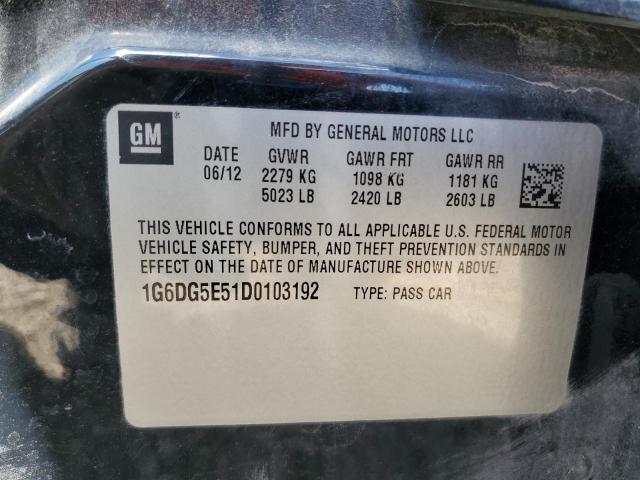 GM ®
MFD BY GENERAL MOTORS LLC
DATE GVWR GAWR FRT GAWR RR
06/12 2279 KG 1098 KG 1181 KG
5023 LB 2420 LB 2603 LB
THIS VEHICLE CONFORMS TO ALL APPLICABLE U.S. FEDERAL MOTOR
VEHICLE SAFETY, BUMPER, AND THEFT PREVENTION STANDARDS IN
EFFECT ON THE DATE OF MANUFACTURE SHOWN ABOVE.
1G6DG5E51D0103192 TYPE: PASS CAR